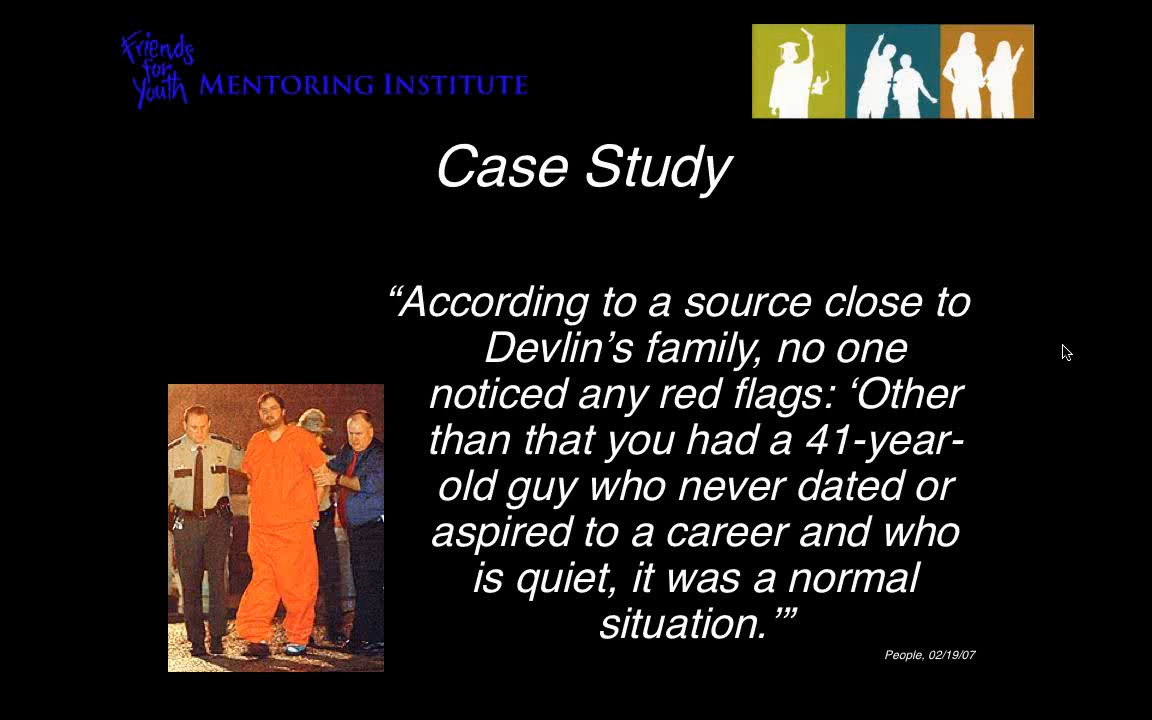 Friends
for
Youth
MENTORING INSTITUTE
Case Study
“According to a source close to
Devlin’s family, no one
noticed any red flags: ‘Other
than that you had a 41-year-
old guy who never dated or
aspired to a career and who
is quiet, it was a normal
situation.’”
People, 02/19/07